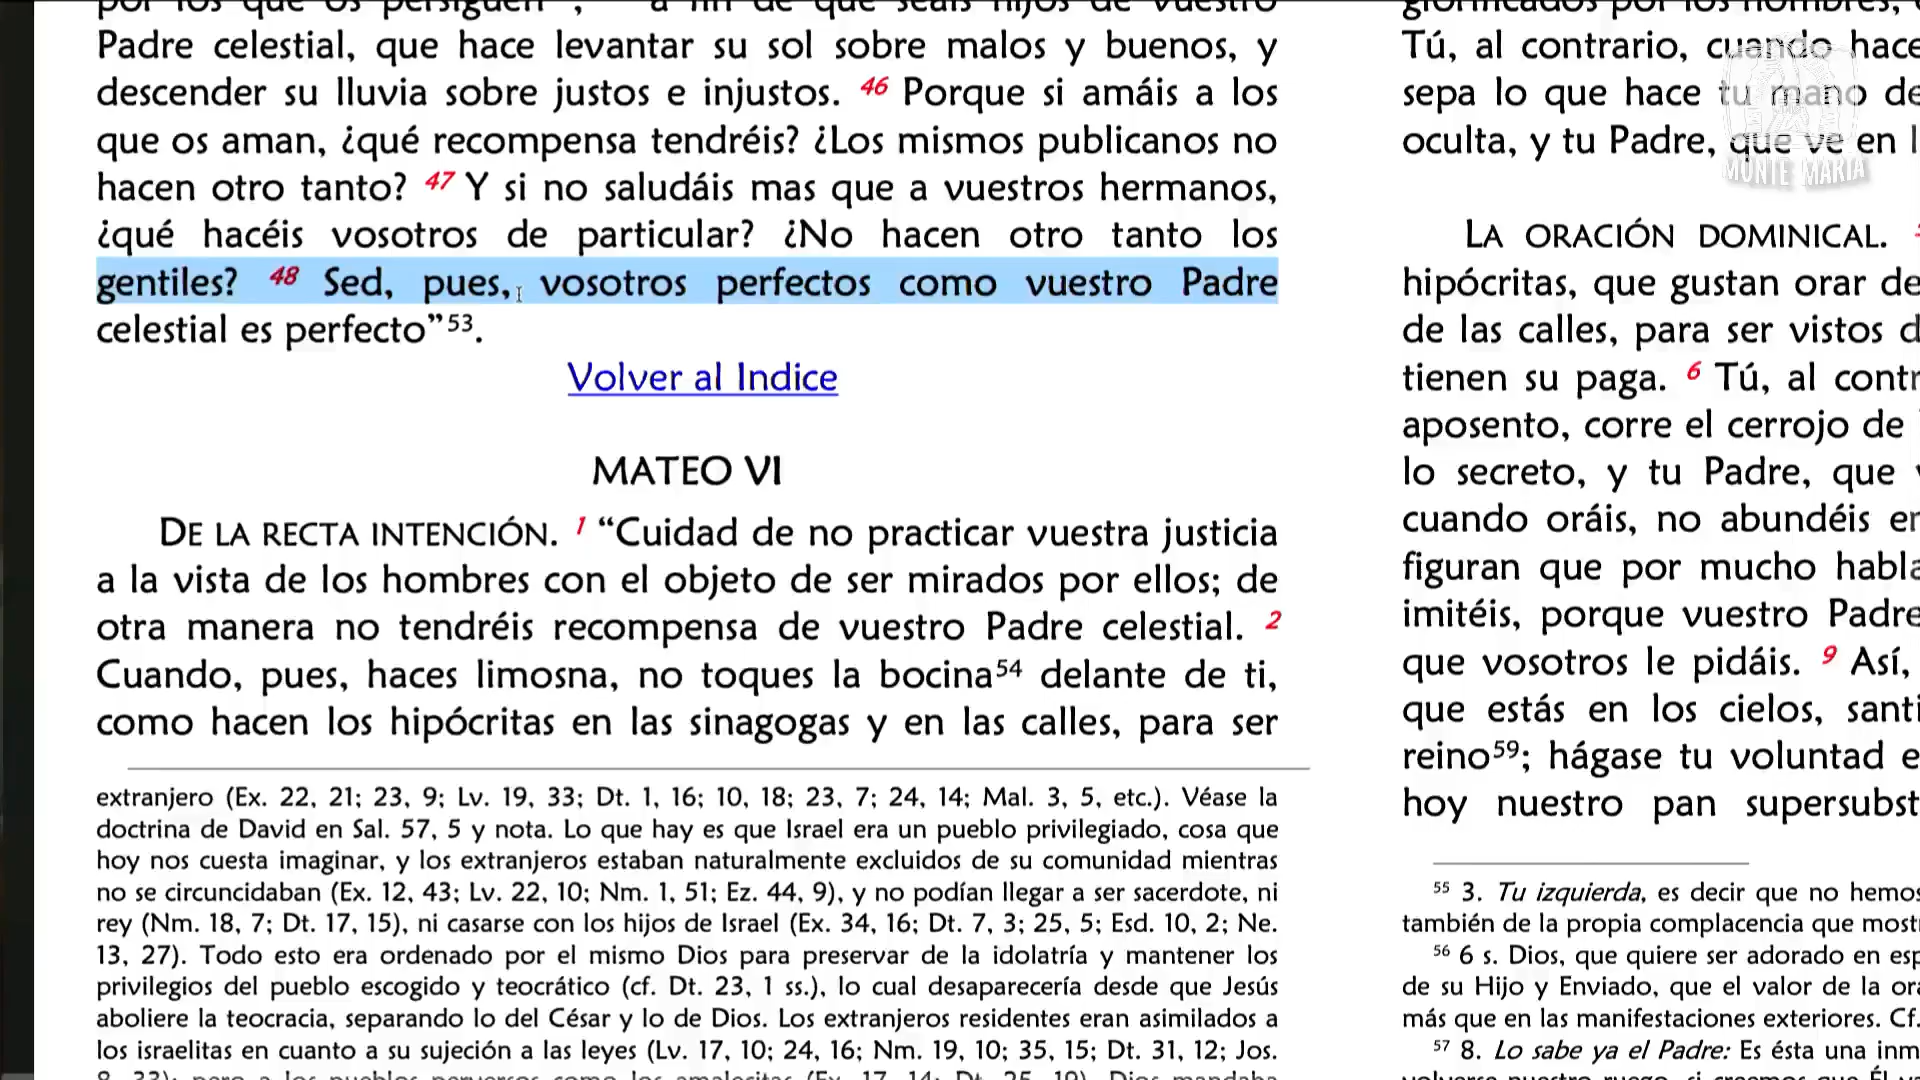 Padre celestial, que hace levantar su sol sobre malos y buenos, y
descender su lluvia sobre justos e injustos. 46 Porque si amáis a los
que os aman, ¿qué recompensa tendréis? ¿Los mismos publicanos no
hacen otro tanto? 47 Y si no saludáis mas que a vuestros hermanos,
¿qué hacéis vosotros de particular? ¿No hacen otro tanto los
gentiles? 48 Sed, pues, vosotros perfectos como vuestro Padre
celestial es perfecto”53.
Volver al Indice
MATEO VI
DE LA RECTA INTENCIÓN. 1 “Cuidad de no practicar vuestra justicia
a la vista de los hombres con el objeto de ser mirados por ellos; de
otra manera no tendréis recompensa de vuestro Padre celestial. 2
Cuando, pues, haces limosna, no toques la bocina54 delante de ti,
como hacen los hipócritas en las sinagogas y en las calles, para ser
extranjero (Ex. 22, 21; 23, 9; Lv. 19, 33; Dt. 1, 16; 10, 18; 23, 7; 24, 14; Mal. 3, 5, etc.). Véase la
doctrina de David en Sal. 57, 5 y nota. Lo que hay es que Israel era un pueblo privilegiado, cosa que
hoy nos cuesta imaginar, y los extranjeros estaban naturalmente excluidos de su comunidad mientras
no se circuncidaban (Ex. 12, 43; Lv. 22, 10; Nm. 1, 51; Ez. 44, 9), y no podían llegar a ser sacerdote, ni
rey (Nm. 18, 7; Dt. 17, 15), ni casarse con los hijos de Israel (Ex. 34, 16; Dt. 7, 3; 25, 5; Esd. 10, 2; Ne.
13, 27). Todo esto era ordenado por el mismo Dios para preservar de la idolatría y mantener los
privilegios del pueblo escogido y teocrático (cf. Dt. 23, 1 ss.), lo cual desaparecería desde que Jesús
aboliere la teocracia, separando lo del César y lo de Dios. Los extranjeros residentes eran asimilados a
los israelitas en cuanto a su sujeción a las leyes (Lv. 17, 10; 24, 16; Nm. 19, 10; 35, 15; Dt. 31, 12; Jos.
Tú, al contrario, cuando hace
sepa lo que hace tu mano de
oculta, y tu Padre, que ve en l
LA ORACIÓN DOMINICAL.
hipócritas, que gustan orar de
de las calles, para ser vistos d
tienen su paga. 6 Tú, al contr
aposento, corre el cerrojo de
lo secreto, y tu Padre, que
cuando oráis, no abundéis en
figuran que por mucho habla
imitéis, porque vuestro Padre
que vosotros le pidáis. 9 Así,
que estás en los cielos, santi
reino59; hágase tu voluntad e
hoy nuestro pan supersubst
55 3. Tu izquierda, es decir que no hemos
también de la propia complacencia que most
56 6 s. Dios, que quiere ser adorado en esp
de su Hijo y Enviado, que el valor de la ora
más que en las manifestaciones exteriores. Cf.
57 8. Lo sabe ya el Padre: Es ésta una inm
MONTE MARÍA